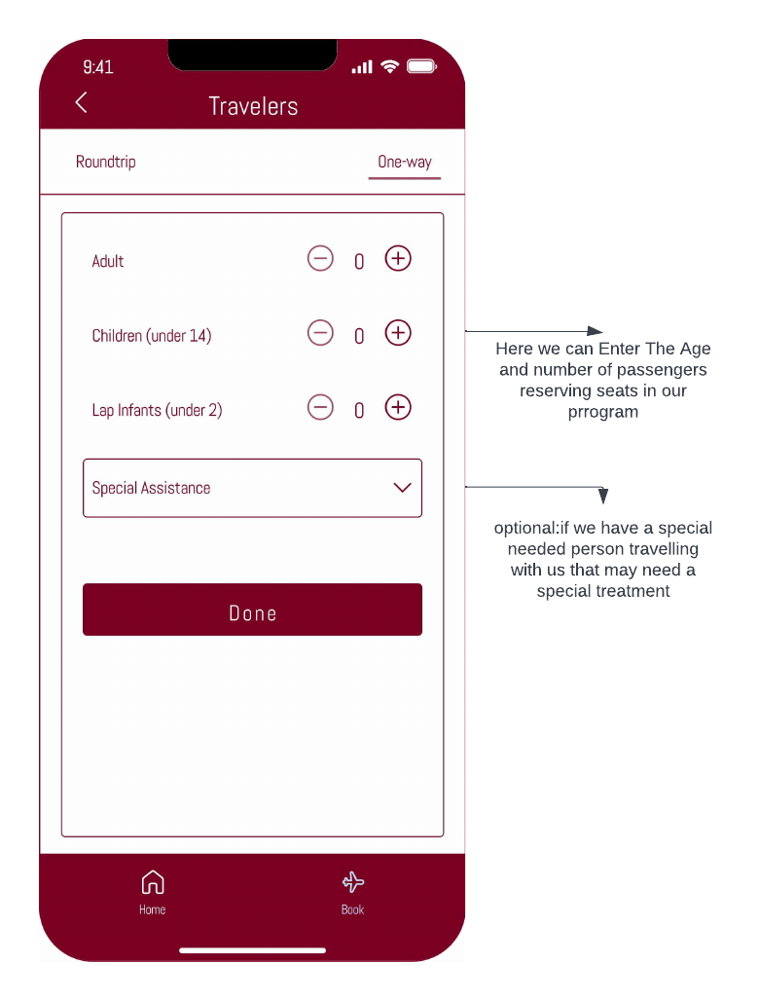 9:41
Travelers
Roundtrip
One-way
Adult
0
Children (under 14)
0
Lap Infants (under 2)
0
Special Assistance
Done
Home
Book
Here we can Enter The Age
and number of passengers
reserving seats in our
prrogram
optional:if we have a special
needed person travelling
with us that may need a
special treatment